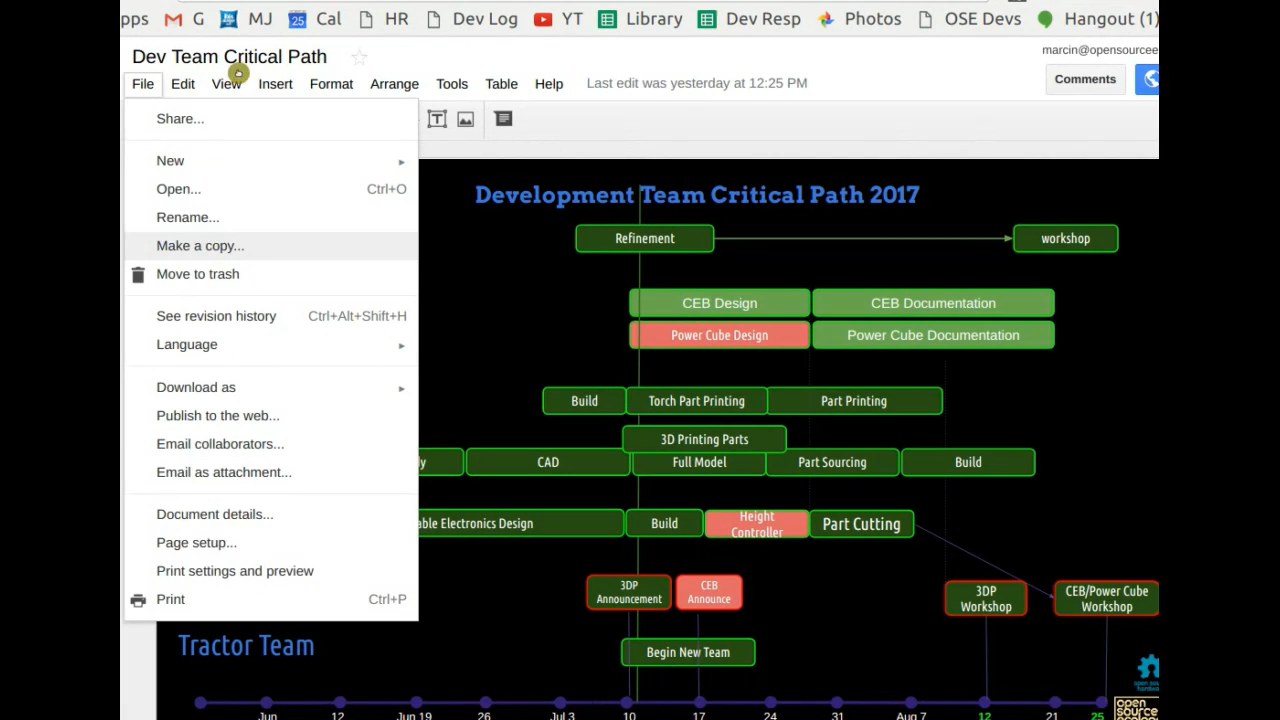 pps G MJ 25 Cal HR Dev Log YT Library Dev Resp Photos OSE Devs Hangout (1)
Dev Team Critical Path
marcin@opensourcee
File Edit View Insert Format Arrange Tools Table Help Last edit was yesterday at 12:25 PM
Comments
Share...
New
Open... Ctrl+O
Rename...
Make a copy...
Move to trash
See revision history Ctrl+Alt+Shift+H
Language
Download as
Publish to the web...
Email collaborators...
Email as attachment...
Document details...
Page setup...
Print settings and preview
Print Ctrl+P
Development Team Critical Path 2017
Refinement workshop
CEB Design CEB Documentation
Power Cube Design Power Cube Documentation
Build Torch Part Printing Part Printing
3D Printing Parts
ly CAD Full Model Part Sourcing Build
able Electronics Design Build Height
Controller Part Cutting
3DP
Announcement
CEB
Announce
3DP
Workshop
CEB/Power Cube
Workshop
Tractor Team
Begin New Team
Jun 12 Jun 19 26 Jul 3 10 17 24 31 Aug 7 12 21 25
open source